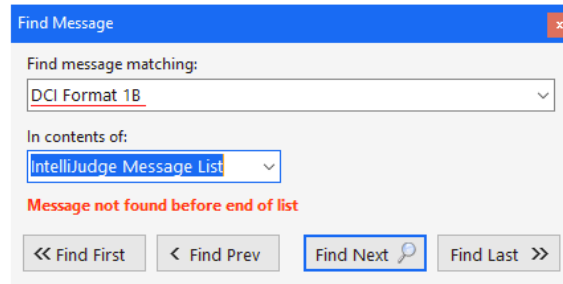 Find Message
x
Find message matching:
DCI Format 1B
In contents of:
IntelliJudge Message List
Message not found before end of list
<< Find First < Find Prev Find Next Find Last >>